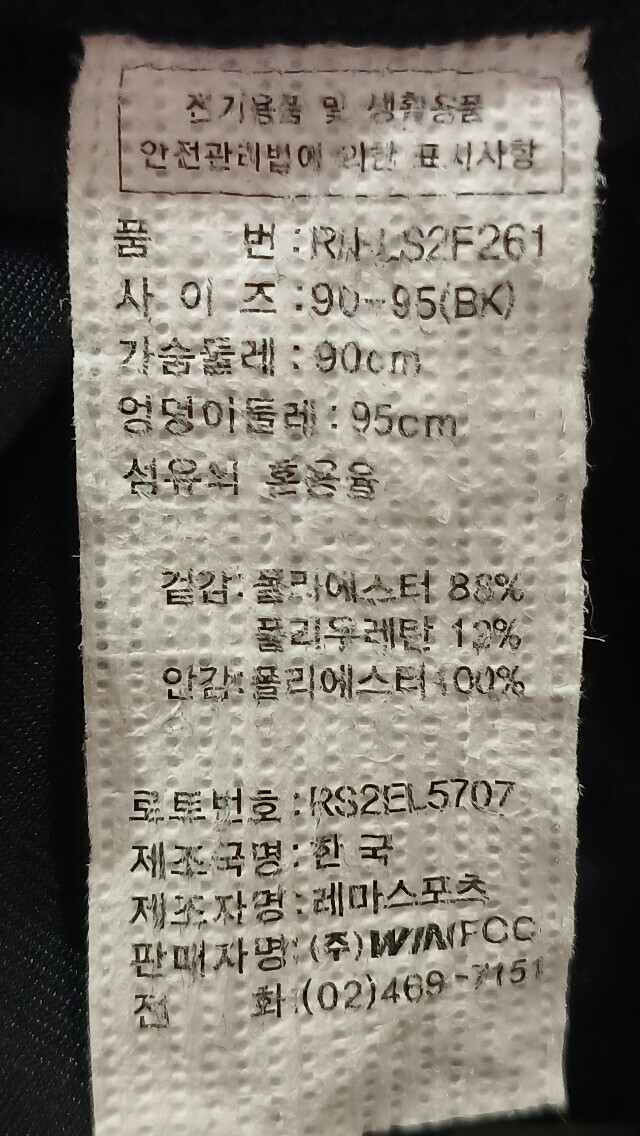 전기용품 및 생활용품
안전관리법에 의한 표시사항
품 번 :
사 이 즈 : 90-95(BK)
가슴둘레 : 90cm
엉덩이둘레 : 95cm
섬유의 혼용율
겉감: 폴리에스터 88%
폴리우레탄 12%
안감: 폴리에스터 100%
로트번호 : RS2EL5707
제조국명 : 한 국
제조자명 : 레마스포츠
판매자명 : (주)WINFCC
전 화 : (02)469-7151